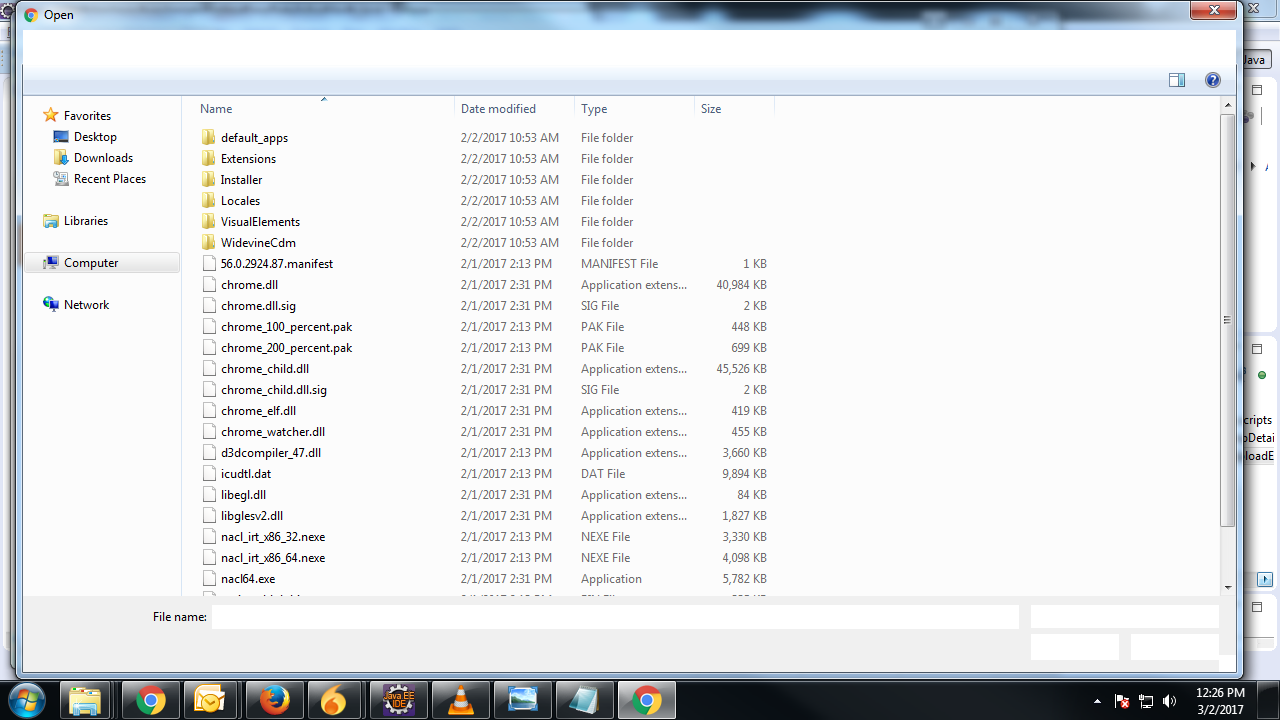 Open
Java
Name Date modified Type Size
Favorites
Desktop
Downloads
Recent Places
Libraries
Computer
Network
default_apps 2/2/2017 10:53 AM File folder
Extensions 2/2/2017 10:53 AM File folder
Installer 2/2/2017 10:53 AM File folder
Locales 2/2/2017 10:53 AM File folder
VisualElements 2/2/2017 10:53 AM File folder
WidevineCdm 2/2/2017 10:53 AM File folder
56.0.2924.87.manifest 2/1/2017 2:13 PM MANIFEST File 1 KB
chrome.dll 2/1/2017 2:31 PM Application extens... 40,984 KB
chrome.dll.sig 2/1/2017 2:31 PM SIG File 2 KB
chrome_100_percent.pak 2/1/2017 2:13 PM PAK File 448 KB
chrome_200_percent.pak 2/1/2017 2:13 PM PAK File 699 KB
chrome_child.dll 2/1/2017 2:31 PM Application extens... 45,526 KB
chrome_child.dll.sig 2/1/2017 2:31 PM SIG File 2 KB
chrome_elf.dll 2/1/2017 2:31 PM Application extens... 419 KB
chrome_watcher.dll 2/1/2017 2:31 PM Application extens... 455 KB
d3dcompiler_47.dll 2/1/2017 2:13 PM Application extens... 3,660 KB
icudtl.dat 2/1/2017 2:13 PM DAT File 9,894 KB
libegl.dll 2/1/2017 2:31 PM Application extens... 84 KB
libglesv2.dll 2/1/2017 2:31 PM Application extens... 1,827 KB
nacl_irt_x86_32.nexe 2/1/2017 2:13 PM NEXE File 3,330 KB
nacl_irt_x86_64.nexe 2/1/2017 2:13 PM NEXE File 4,098 KB
nacl64.exe 2/1/2017 2:31 PM Application 5,782 KB
cripts
Detai
loadE
File name:
Java EE
IDE
12:26 PM
3/2/2017